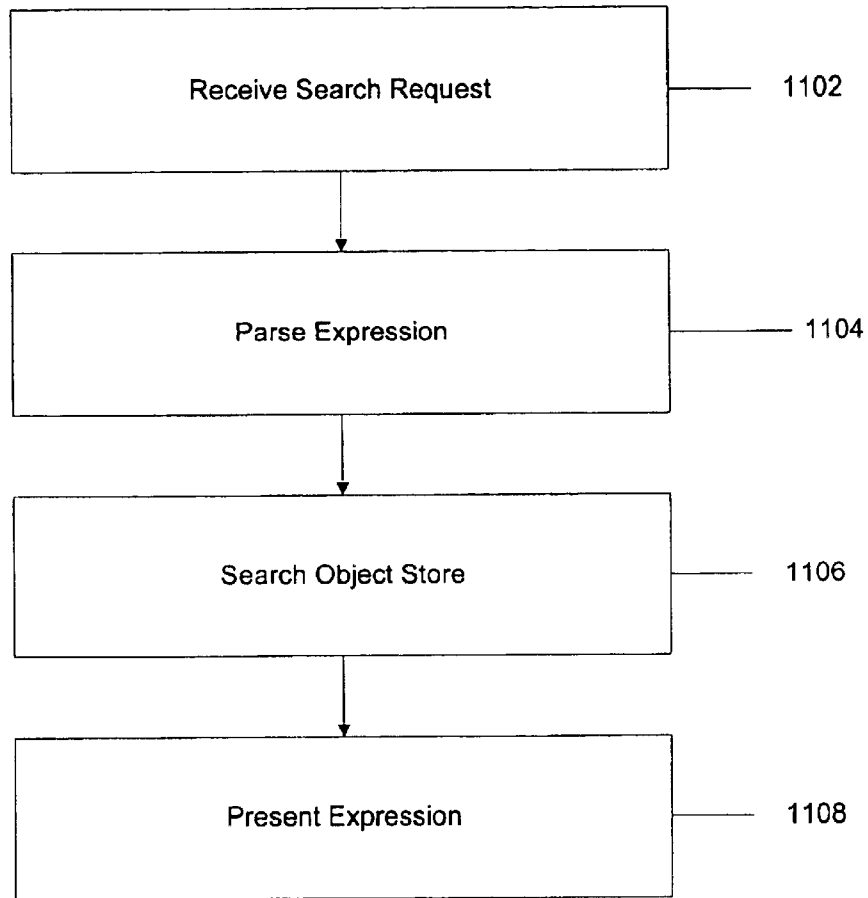 Receive Search Request
1102
Parse Expression
1104
Search Object Store
1106
Present Expression
1108